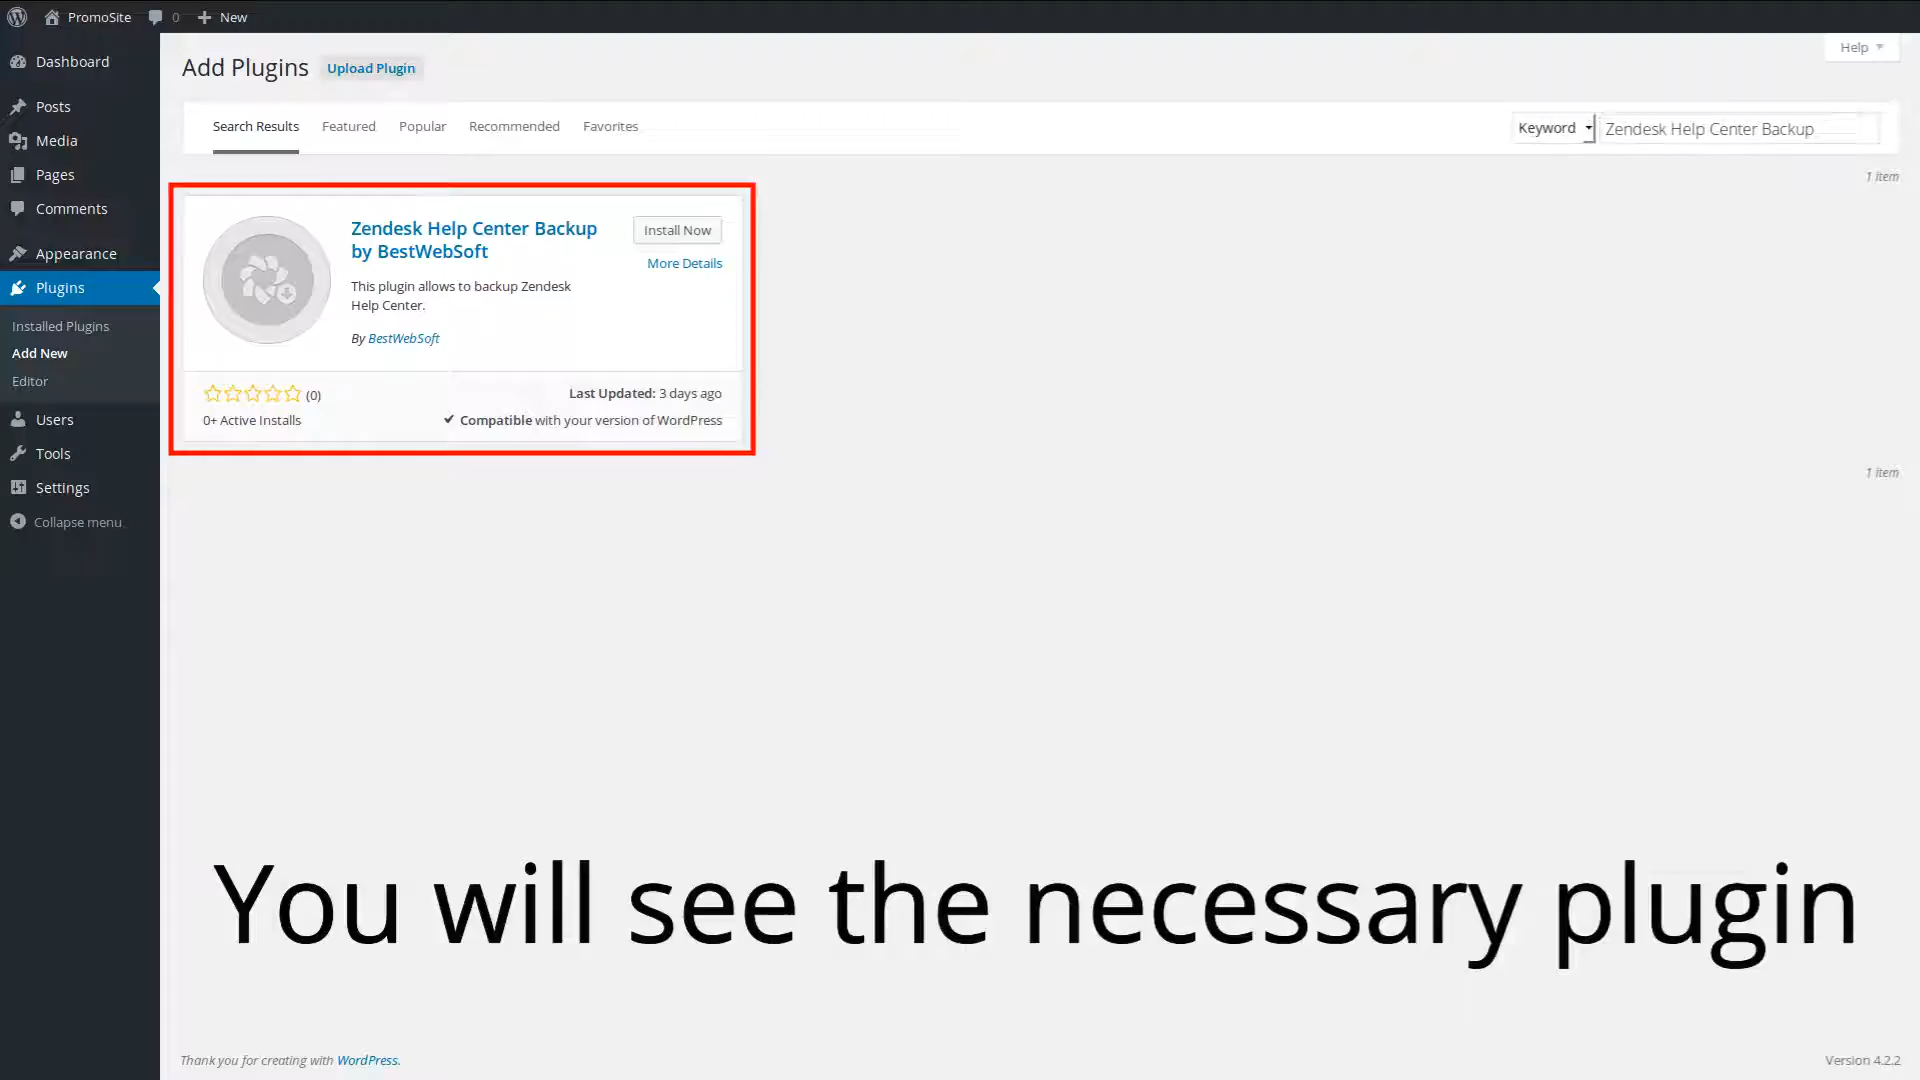 PromoSite 0 New
Dashboard
Posts
Media
Pages
Comments
Appearance
Plugins
Installed Plugins
Add New
Editor
Users
Tools
Settings
Collapse menu
Help
Add Plugins Upload Plugin
Search Results Featured Popular Recommended Favorites
Keyword Zendesk Help Center Backup
1 item
Zendesk Help Center Backup
by BestWebSoft
Install Now
More Details
This plugin allows to backup Zendesk
Help Center.
By BestWebSoft
(0)
Last Updated: 3 days ago
0+ Active Installs
Compatible with your version of WordPress
1 item
You will see the necessary plugin
Thank you for creating with WordPress.
Version 4.2.2